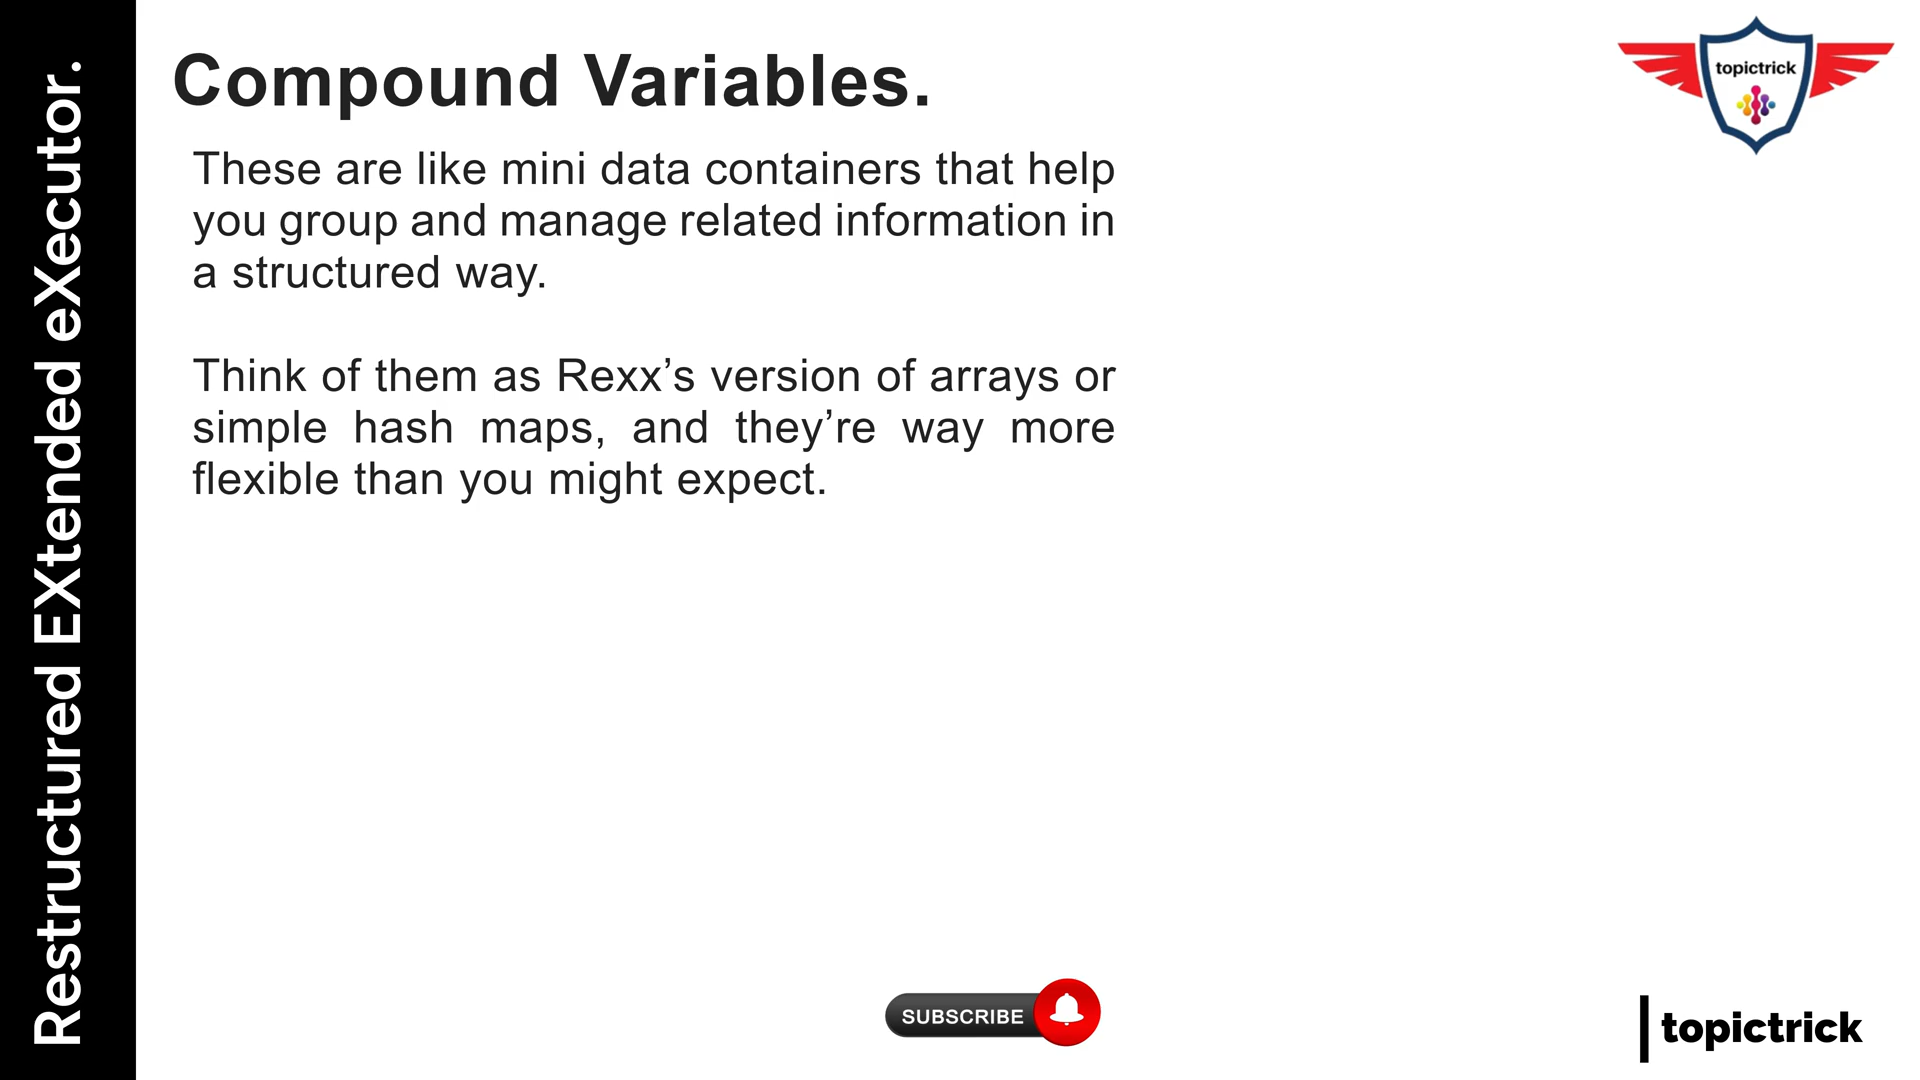 Restructured EXtended eXecutor.
Compound Variables.
These are like mini data containers that help
you group and manage related information in
a structured way.
Think of them as Rexx’s version of arrays or
simple hash maps, and they’re way more
flexible than you might expect.
topictrick
SUBSCRIBE
topictrick